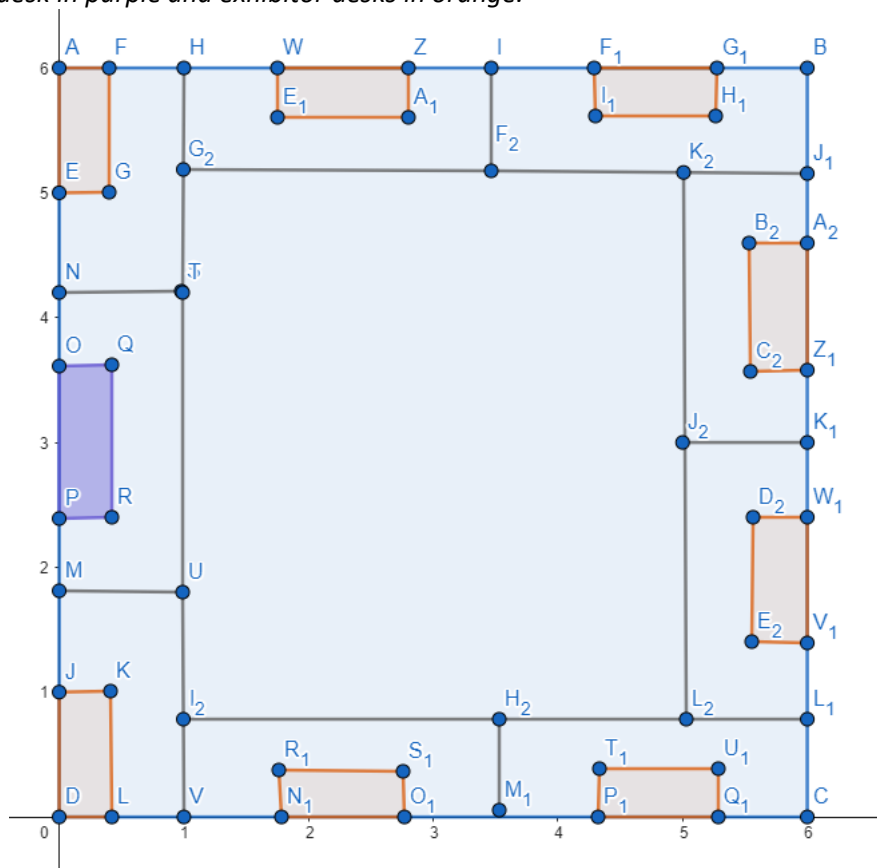 desk in purple and exhibitor desks in orange.
A F H W Z I F₁ G₁ B
6
E₁ A₁ I₁ H₁
F₂
G₂ K₂ J₁
E G
5
B₂ A₂
N T
4
O Q C₂ Z₁
J₂ K₁
3
P R D₂ W₁
M U
2
E₂ V₁
J K
1
I₂ H₂ L₂ L₁
R₁ S₁ T₁ U₁
D L V N₁ O₁ M₁ P₁ Q₁ C
0 1 2 3 4 5 6